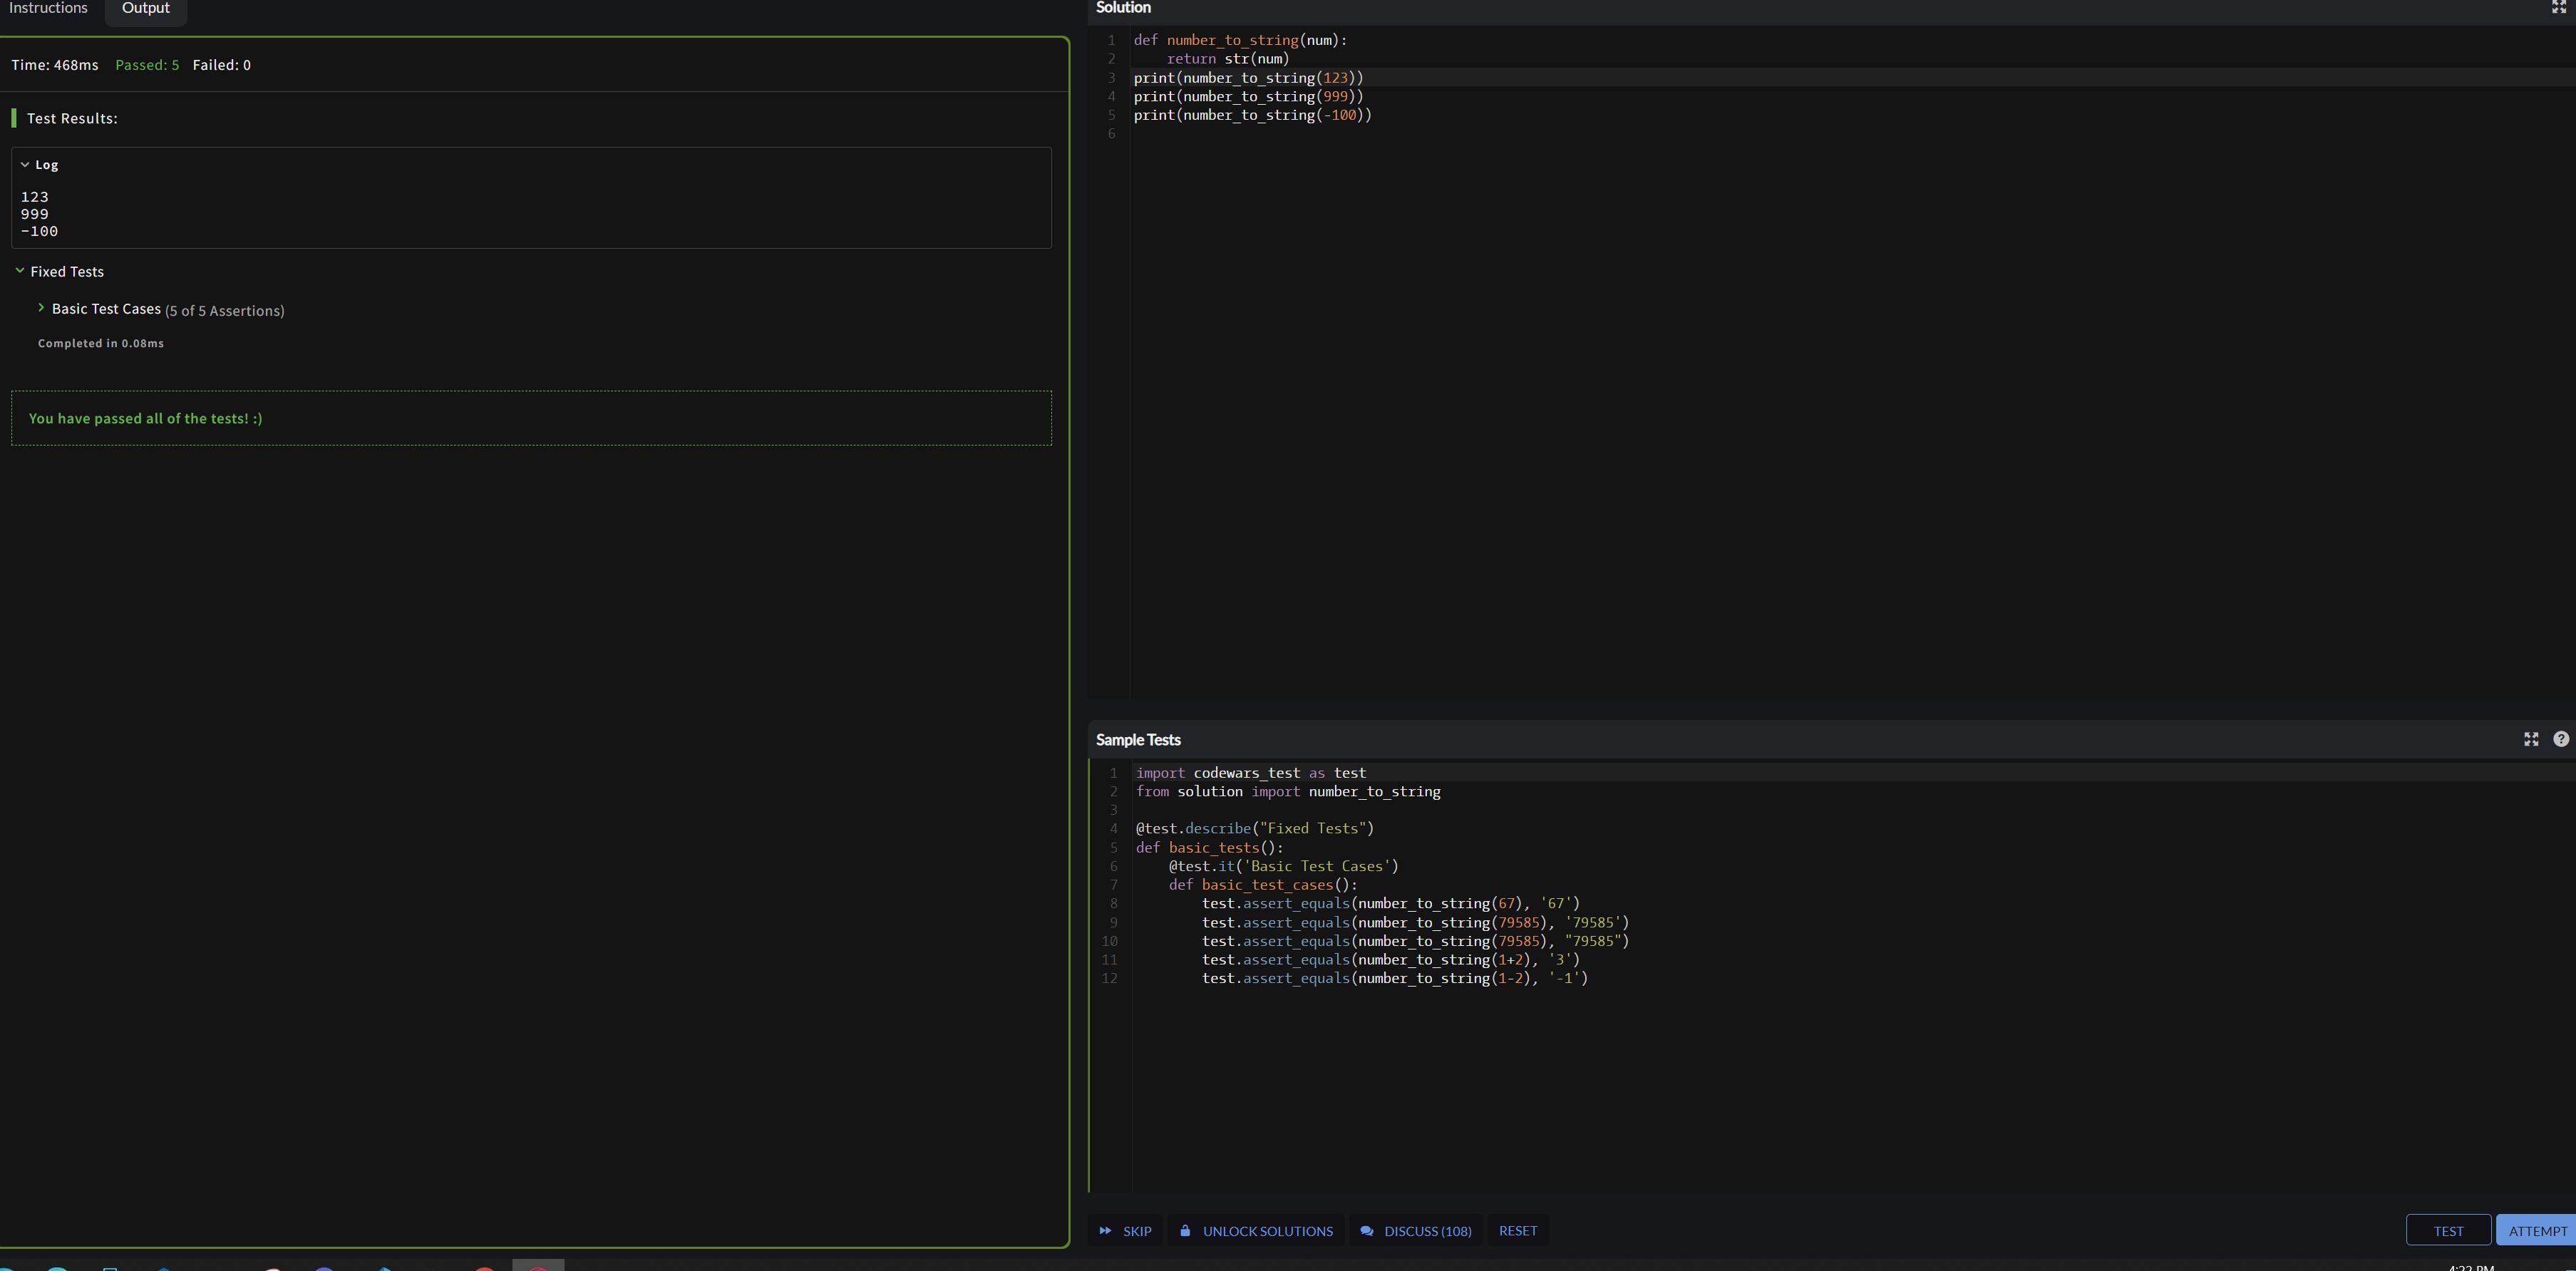 Instructions Output
Time: 468ms Passed: 5 Failed: 0
Test Results:
Log
123
999
-100
Fixed Tests
Basic Test Cases (5 of 5 Assertions)
Completed in 0.08ms
You have passed all of the tests! :)
Solution
1 def number_to_string(num):
2     return str(num)
3 print(number_to_string(123))
4 print(number_to_string(999))
5 print(number_to_string(-100))
6
Sample Tests
1 import codewars_test as test
2 from solution import number_to_string
3
4 @test.describe("Fixed Tests")
5 def basic_tests():
6     @test.it('Basic Test Cases')
7     def basic_test_cases():
8         test.assert_equals(number_to_string(67), '67')
9         test.assert_equals(number_to_string(79585), '79585')
10         test.assert_equals(number_to_string(79585), "79585")
11         test.assert_equals(number_to_string(1+2), '3')
12         test.assert_equals(number_to_string(1-2), '-1')
SKIP UNLOCK SOLUTIONS DISCUSS (108) RESET TEST ATTEMPT
4:22 PM